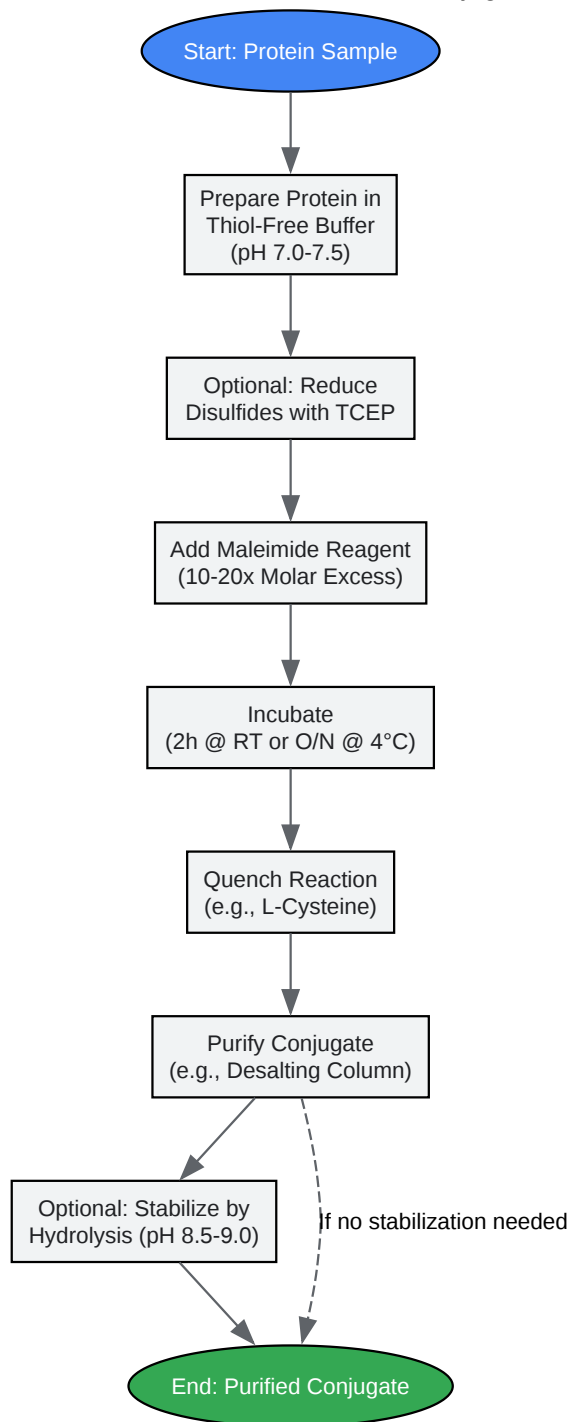 Start: Protein Sample
Prepare Protein in
Thiol-Free Buffer
(pH 7.0-7.5)
Optional: Reduce
Disulfides with TCEP
Add Maleimide Reagent
(10-20x Molar Excess)
Incubate
(2h @ RT or O/N @ 4°C)
Quench Reaction
(e.g., L-Cysteine)
Purify Conjugate
(e.g., Desalting Column)
Optional: Stabilize by
Hydrolysis (pH 8.5-9.0)
If no stabilization needed
End: Purified Conjugate